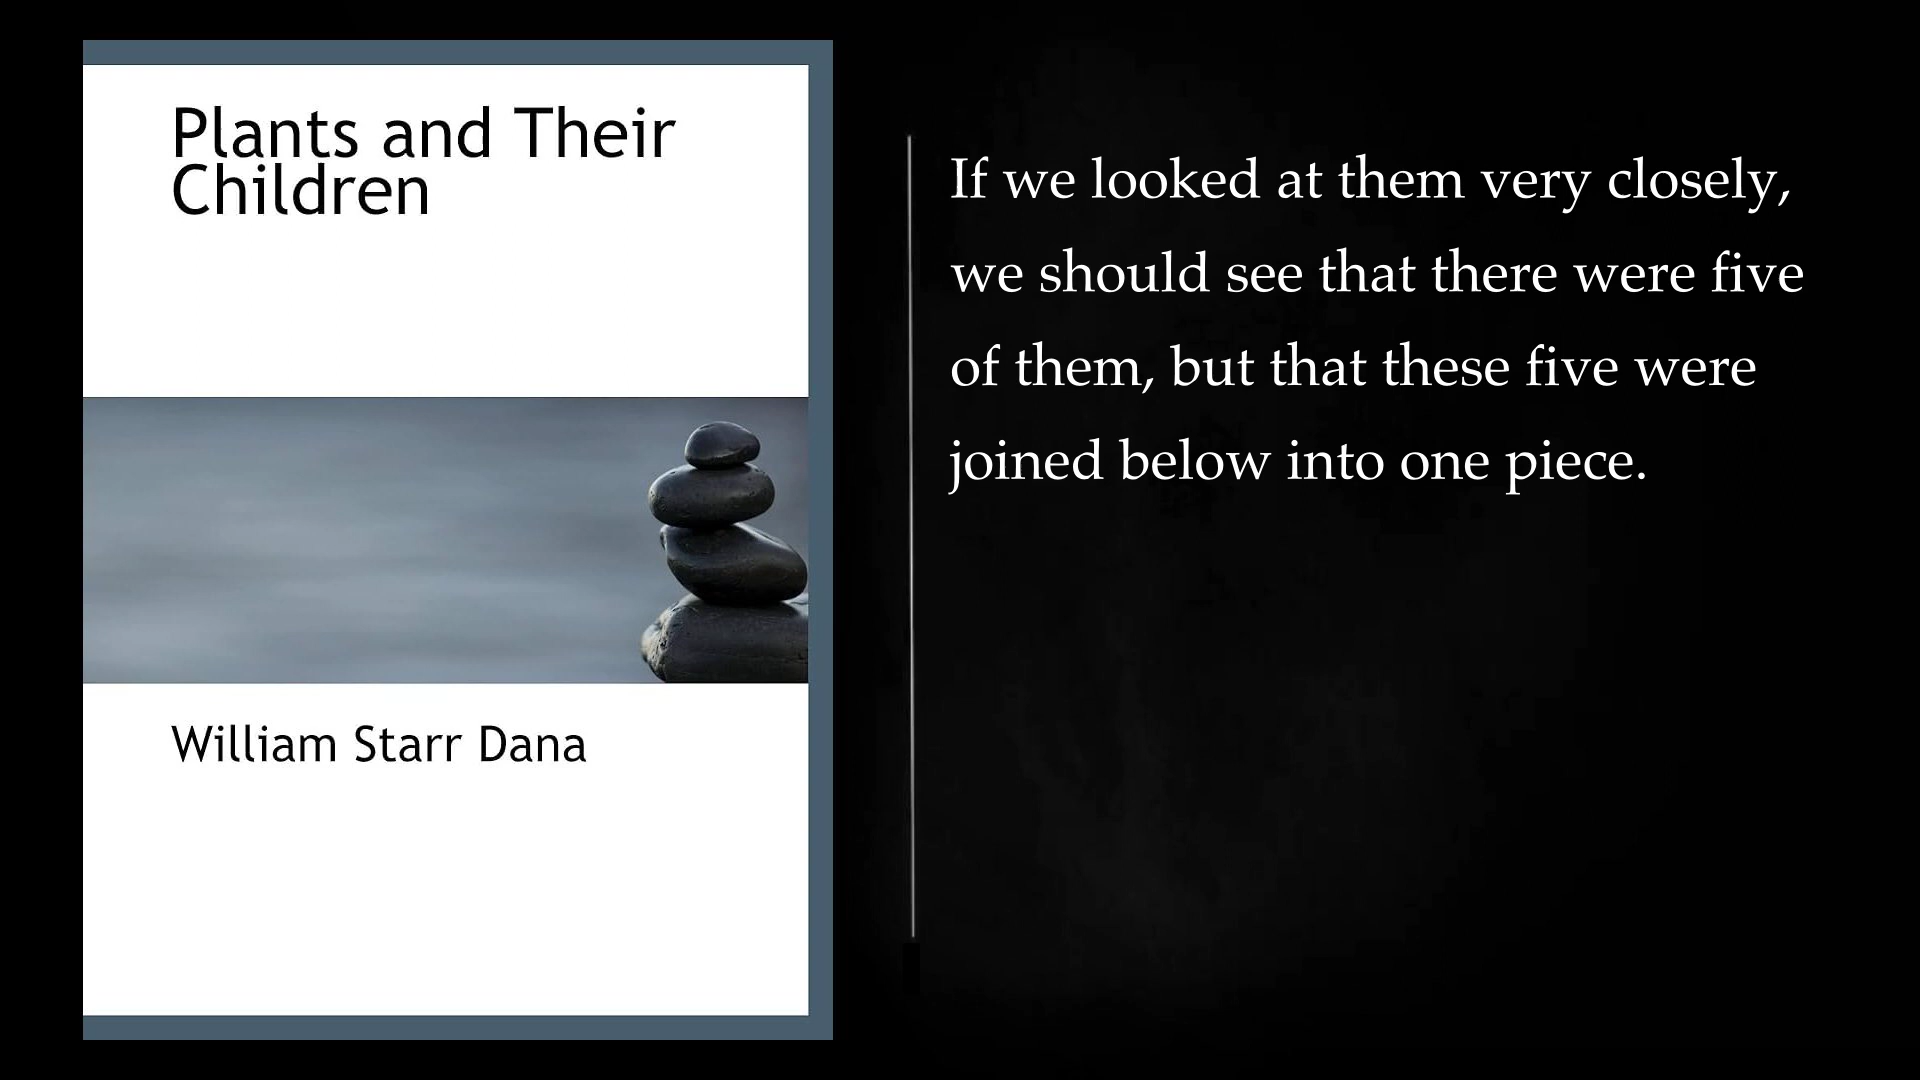 Plants and Their
Children
William Starr Dana
If we looked at them very closely,
we should see that there were five
of them, but that these five were
joined below into one piece.